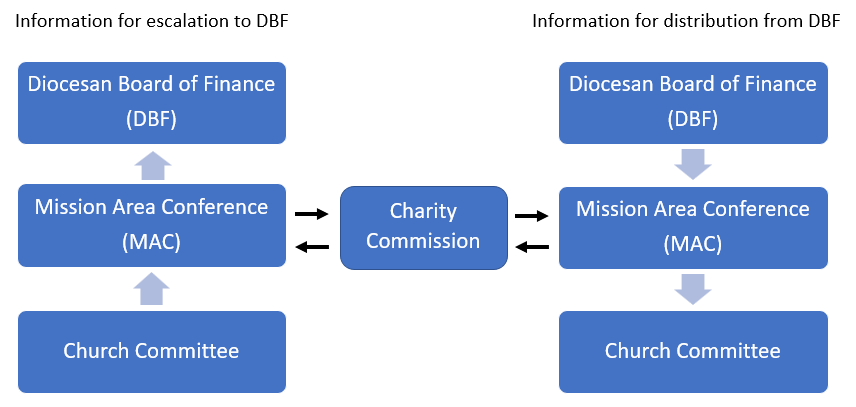 Information for escalation to DBF
Information for distribution from DBF
Diocesan Board of Finance
(DBF)
Diocesan Board of Finance
(DBF)
Mission Area Conference
(MAC)
Charity
Commission
Mission Area Conference
(MAC)
Church Committee
Church Committee